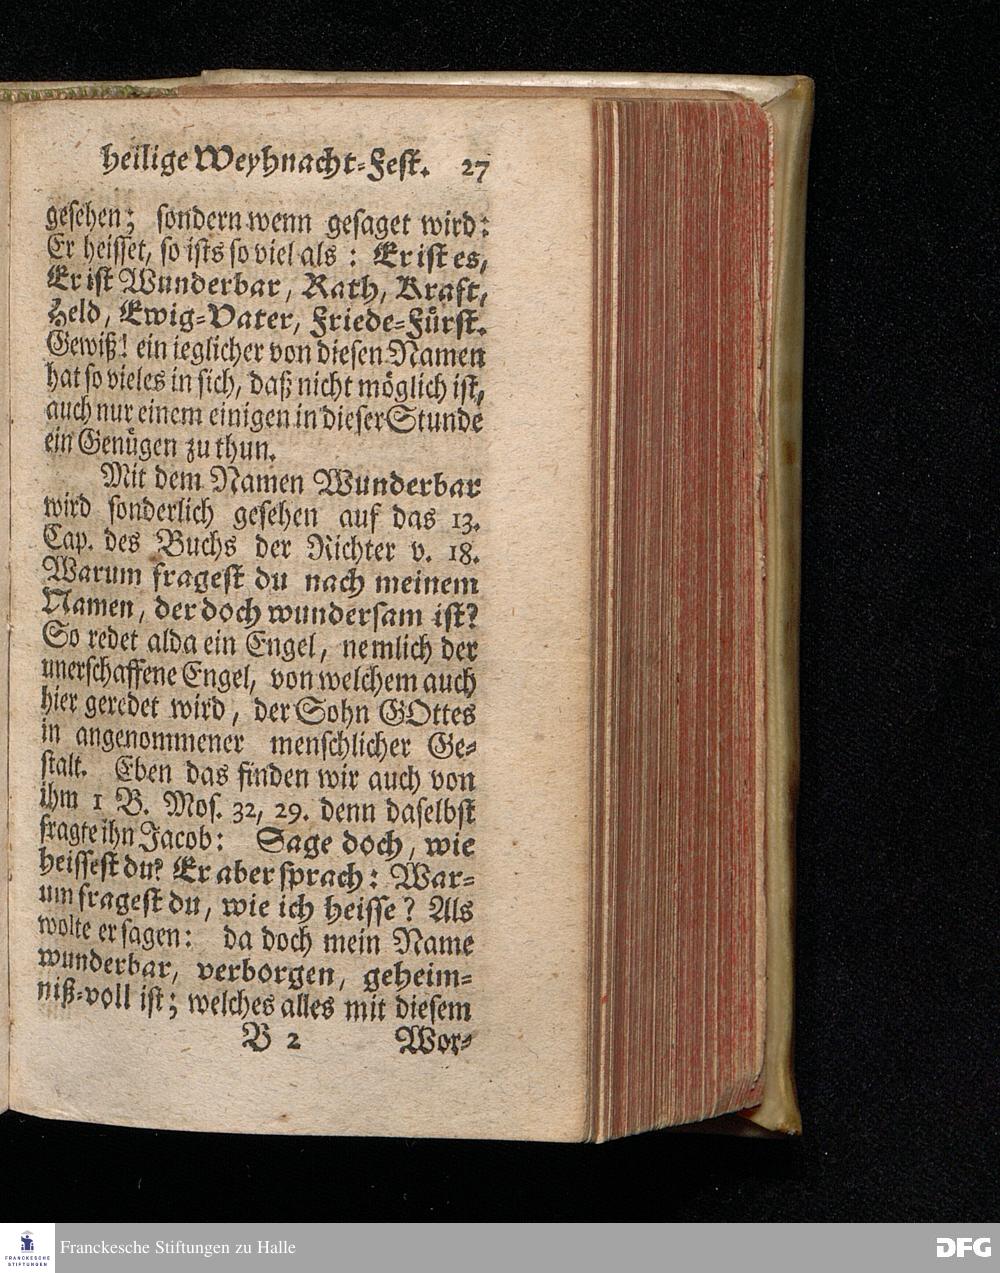 heilige Weyhnacht-Fest. 27
gesehen; sondern wenn gesaget wird:
Er heisset, so ists so viel als: Er ist es,
Er ist Wunderbar, Rath, Kraft,
Held, Ewig-Vater, Friede-Fürst.
Gewiß! ein ieglicher von diesen Namen
hat so vieles in sich, daß nicht möglich ist,
auch nur einem einigen in dieser Stunde
ein Genügen zu thun.
Mit dem Namen Wunderbar
wird sonderlich gesehen auf das 13.
Cap. des Buchs der Richter v. 18.
Warum fragest du nach meinem
Namen, der doch wundersam ist?
So redet alda ein Engel, nemlich der
unerschaffene Engel, von welchem auch
hier geredet wird, der Sohn GOttes
in angenommener menschlicher Ge-
stalt. Eben das finden wir auch von
ihm 1 B. Mos. 32, 29. denn daselbst
fragte ihn Jacob: Sage doch, wie
heissest du? Er aber sprach: War-
um fragest du, wie ich heisse? Als
wolte er sagen: da doch mein Name
wunderbar, verborgen, geheim-
niß-voll ist; welches alles mit diesem
B 2 Wor-
FRANCKESCHE
STIFTUNGEN
Franckesche Stiftungen zu Halle
DFG